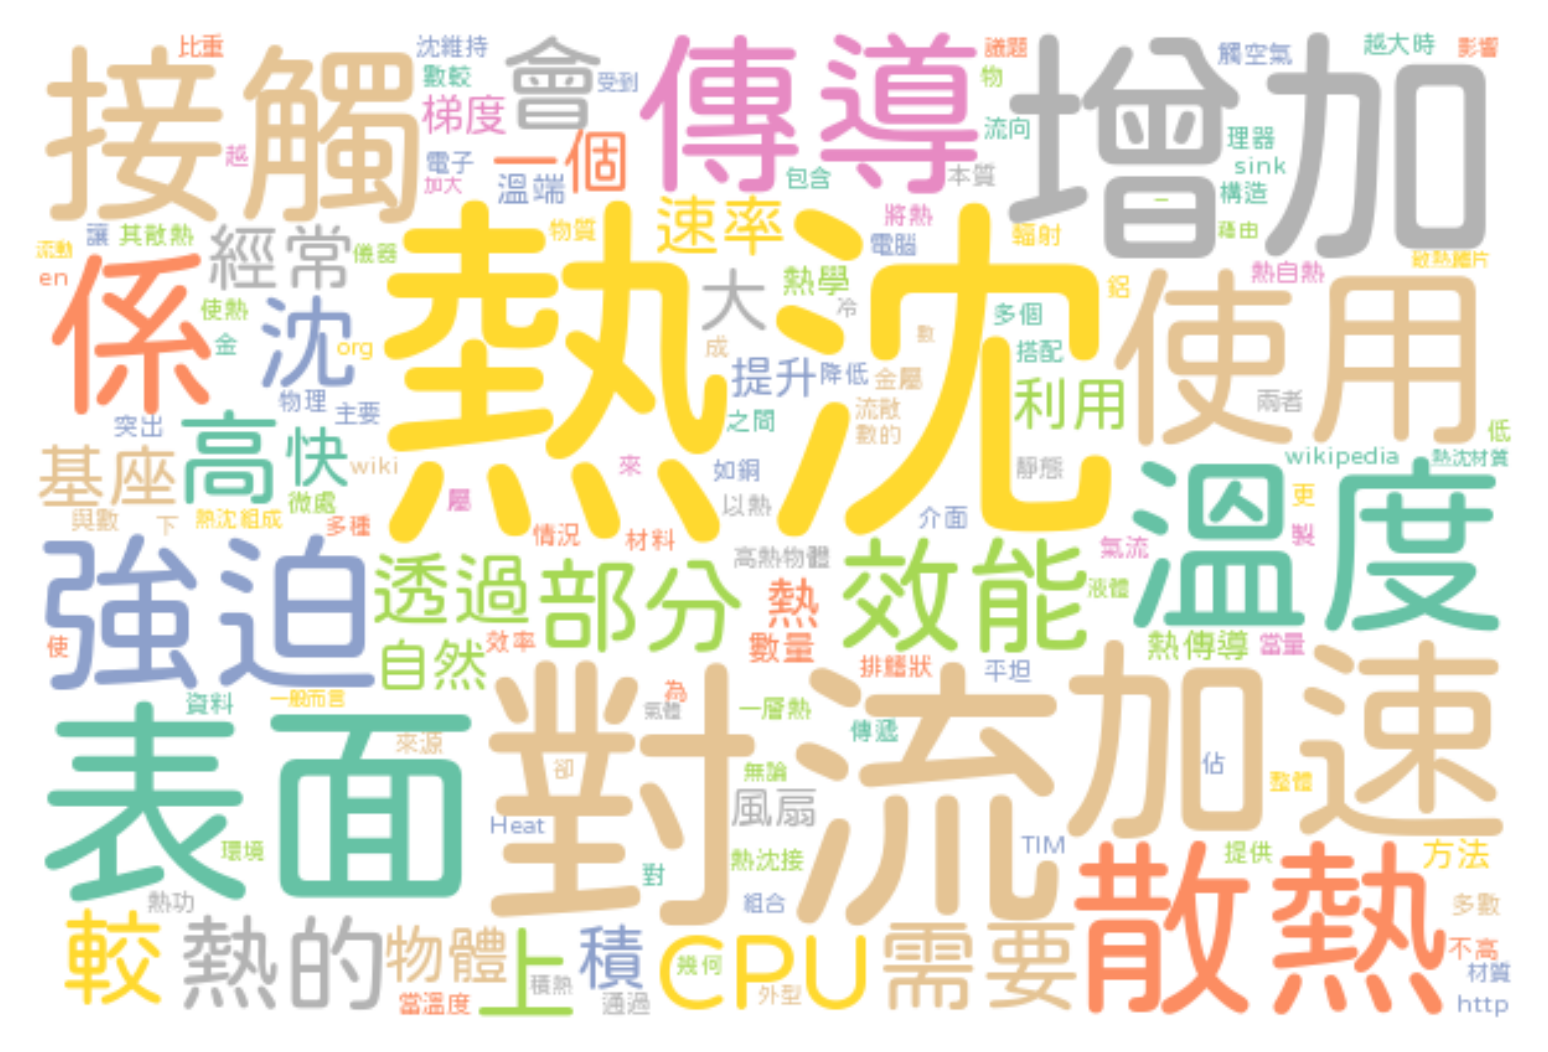 比重
沈維持
會
傳導
議題
增加
觸空氣
越大時
影響
接觸
數較
受到
物
梯度
一個
流向
理器
越
電子
溫端
加大
包含
本質
sink
構造
一
流動
讓
其散熱
經常
儀器
物質
速率
將熱
電腦
輻射
藉由
散熱鰭片
en
係
熱沈
大
熱學
冷
熱自熱
鋁
使用
使熱
沈
金
org
成
數
多個
搭配
提升
降低
金屬
利用
兩者
物理
主要
突出
之間
流散
數的
低
基座
高
快
wiki
來
如銅
靜態
wikipedia
熱沈材質
微處
屬
以熱
介面
溫度
更
與數
下
熱沈組成
多種
情況
材料
氣流
製
強迫
透過
部分
高熱物體
熱
效能
液體
使
自然
效率
數量
排鰭狀
平坦
熱傳導
當量
表面
資料
一般而言
對流
為
氣體
一層熱
傳遞
加速
來源
卻
無論
佔
整體
風扇
Heat
TIM
環境
對
熱沈接
提供
方法
熱功
組合
散熱
多數
較
熱的
物體
上
積
CPU
幾何
需要
不高
材質
當溫度
積熱
通過
外型
http